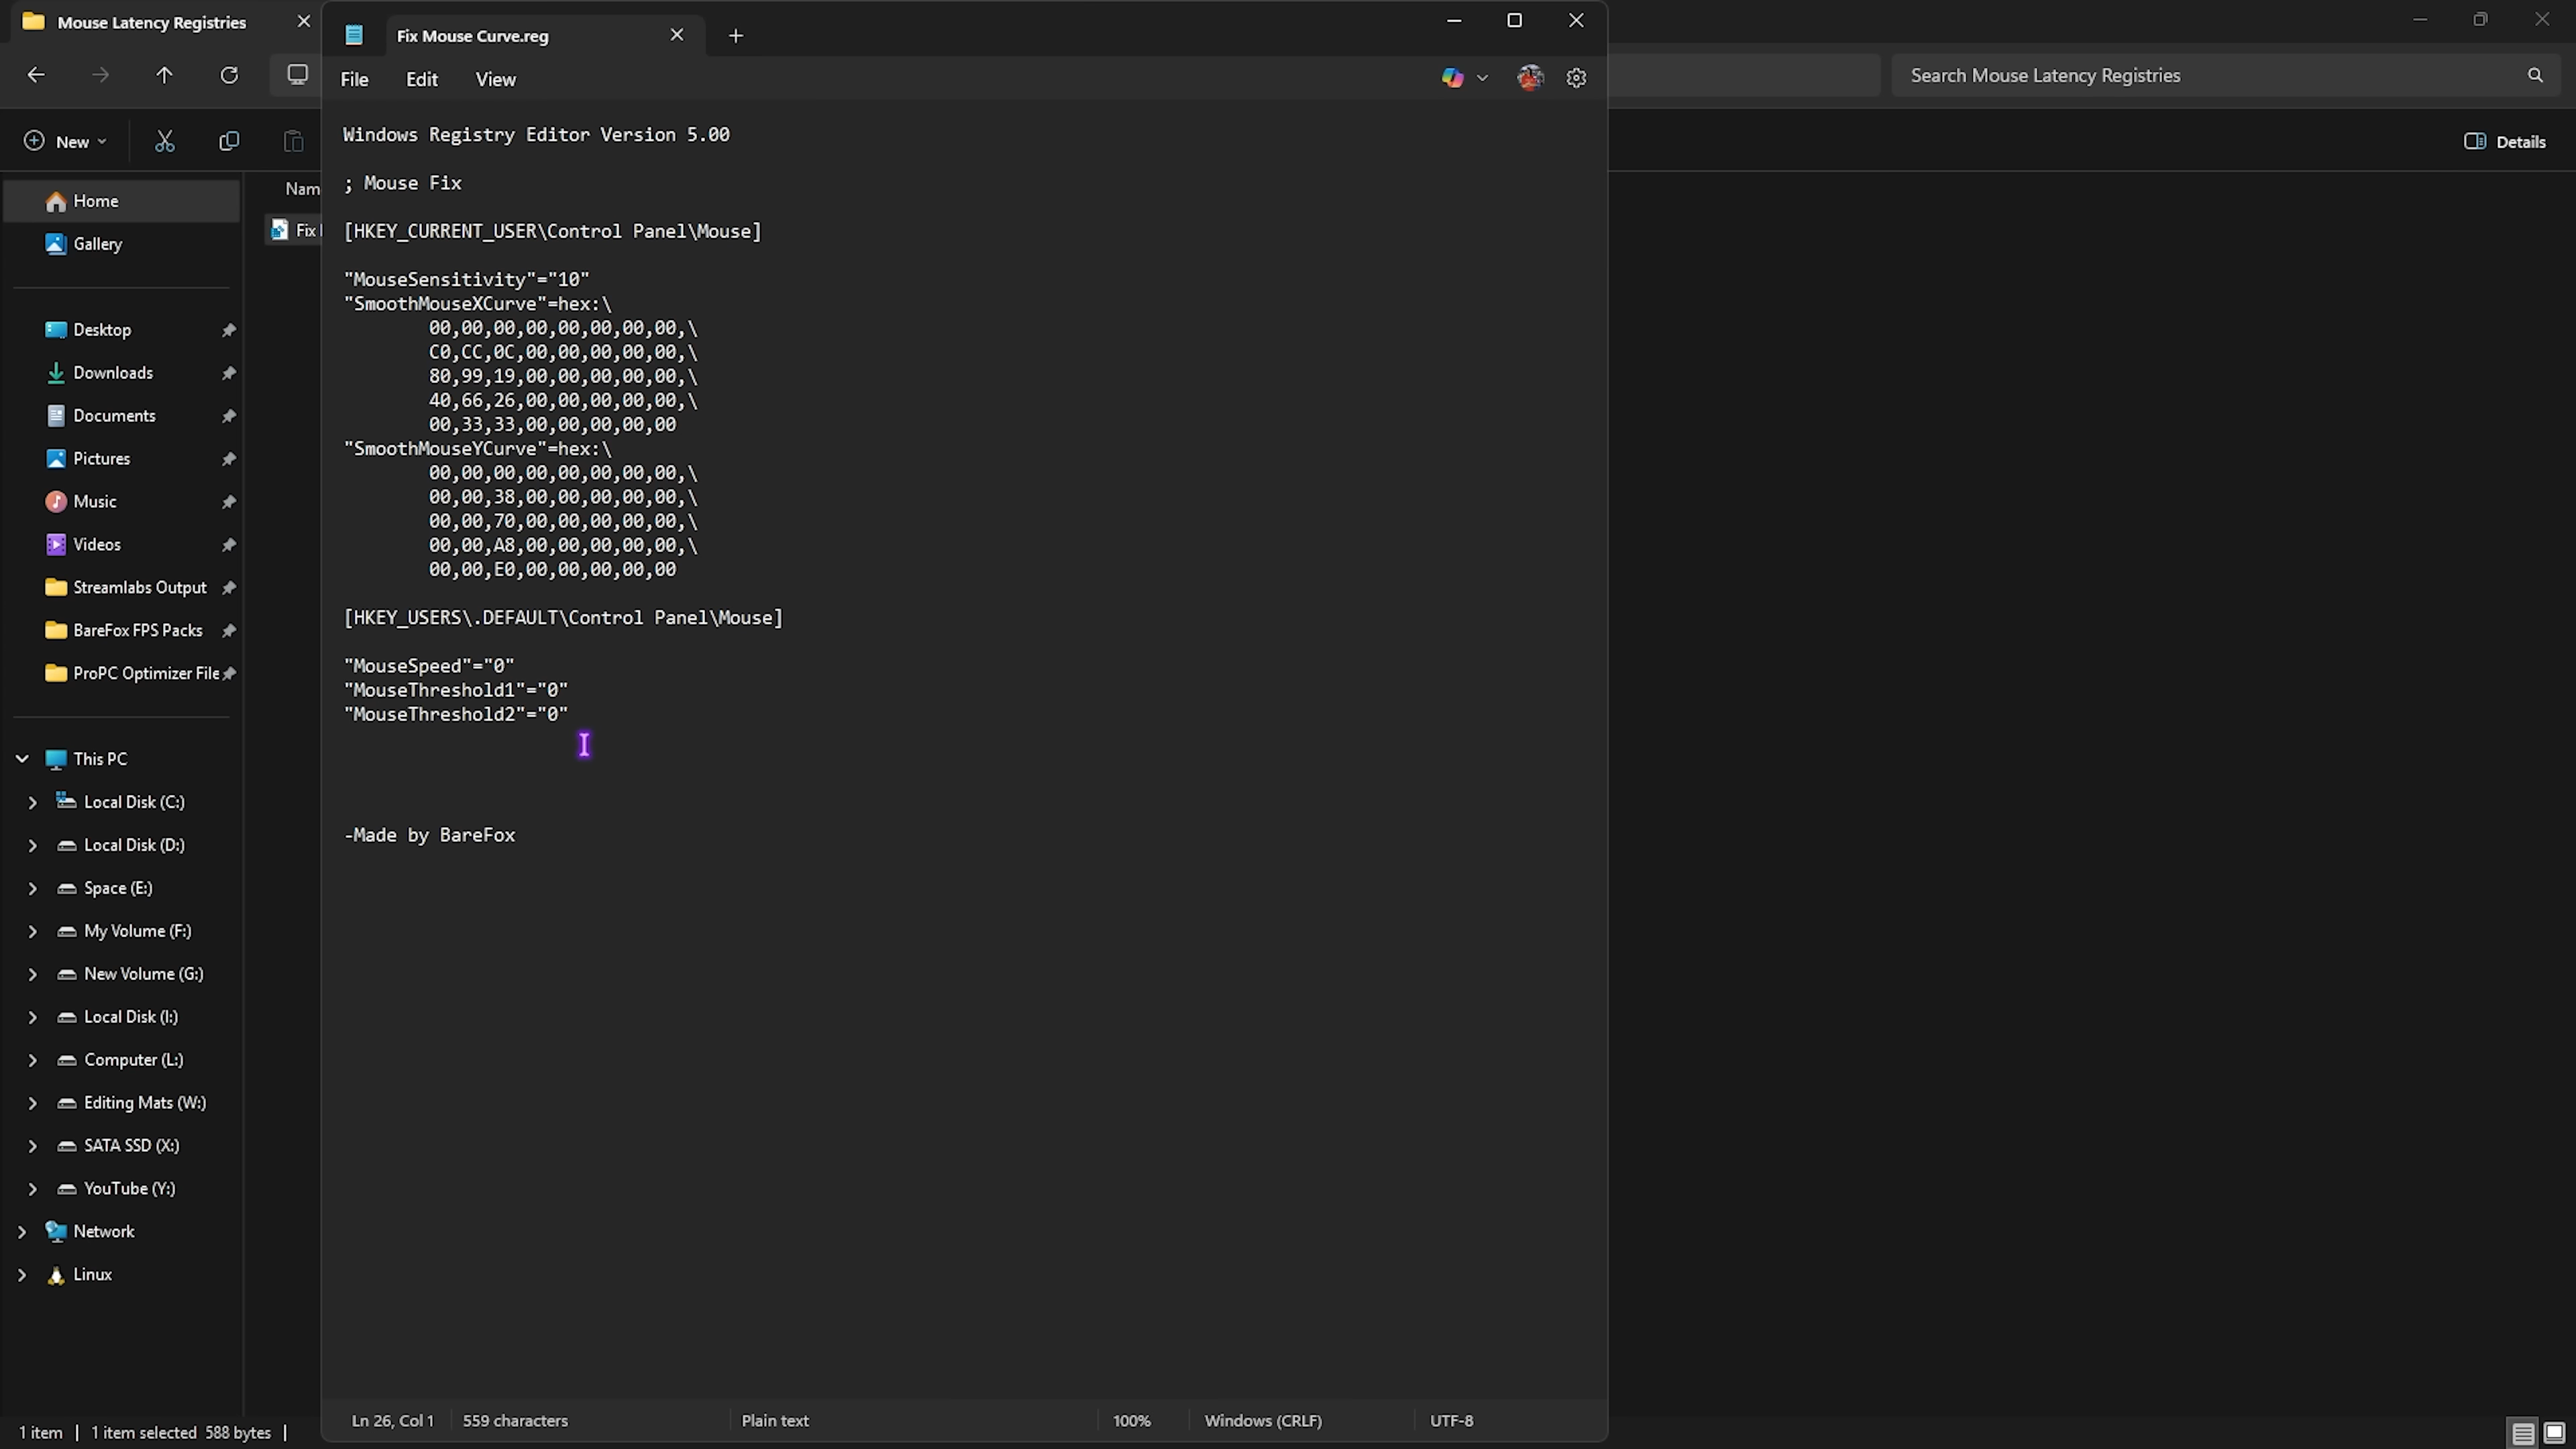 Mouse Latency Registries
Search Mouse Latency Registries
New
Details
Home
Gallery
Desktop
Downloads
Documents
Pictures
Music
Videos
Streamlabs Output
BareFox FPS Packs
ProPC Optimizer File
This PC
Local Disk (C:)
Local Disk (D:)
Space (E:)
My Volume (F:)
New Volume (G:)
Local Disk (I:)
Computer (L:)
Editing Mats (W:)
SATA SSD (X:)
YouTube (Y:)
Network
Linux
Nam
Fix
1 item
1 item selected 588 bytes
Fix Mouse Curve.reg
File Edit View
Windows Registry Editor Version 5.00
; Mouse Fix
[HKEY_CURRENT_USER\Control Panel\Mouse]
"MouseSensitivity"="10"
"SmoothMouseXCurve"=hex:\
00,00,00,00,00,00,00,00,\
C0,CC,0C,00,00,00,00,00,\
80,99,19,00,00,00,00,00,\
40,66,26,00,00,00,00,00,\
00,33,33,00,00,00,00,00
"SmoothMouseYCurve"=hex:\
00,00,00,00,00,00,00,00,\
00,00,38,00,00,00,00,00,\
00,00,70,00,00,00,00,00,\
00,00,A8,00,00,00,00,00,\
00,00,E0,00,00,00,00,00
[HKEY_USERS\.DEFAULT\Control Panel\Mouse]
"MouseSpeed"="0"
"MouseThreshold1"="0"
"MouseThreshold2"="0"
-Made by BareFox
Ln 26, Col 1
559 characters
Plain text
100%
Windows (CRLF)
UTF-8